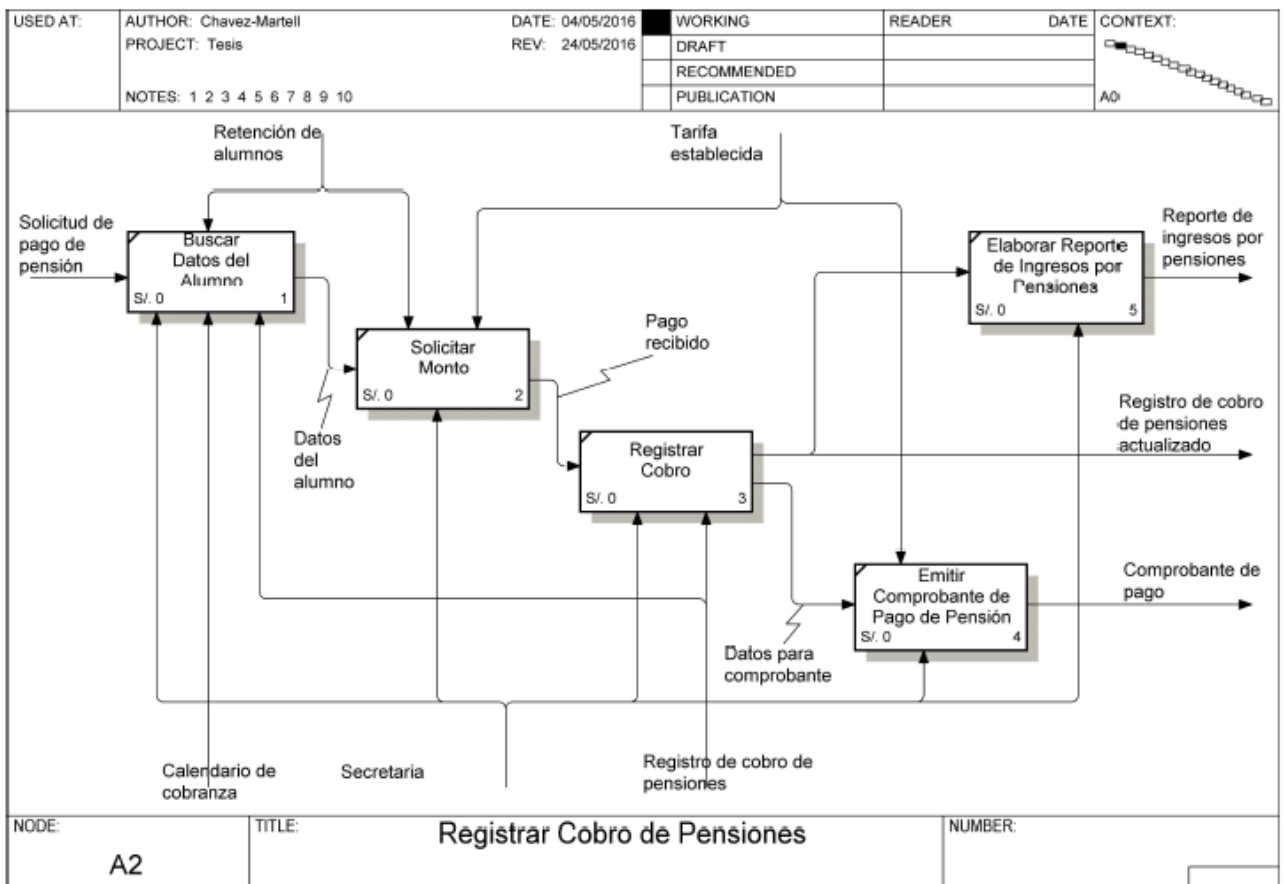 USED AT:
AUTHOR: Chavez-Martell
DATE: 04/05/2016
PROJECT: Tesis
REV: 24/05/2016
NOTES: 1 2 3 4 5 6 7 8 9 10
WORKING
DRAFT
RECOMMENDED
PUBLICATION
READER
DATE
CONTEXT:
A0
Retención de
alumnos
Tarifa
establecida
Solicitud de
pago de
pensión
Buscar
Datos del
Alumno
S/. 0
1
Elaborar Reporte
de Ingresos por
Pensiones
S/. 0
5
Reporte de
ingresos por
pensiones
Solicitar
Monto
S/. 0
2
Pago
recibido
Datos
del
alumno
Registrar
Cobro
S/. 0
3
Registro de cobro
de pensiones
actualizado
Emitir
Comprobante de
Pago de Pensión
S/. 0
4
Comprobante de
pago
Datos para
comprobante
Calendario de
cobranza
Secretaria
Registro de cobro de
pensiones
NODE:
A2
TITLE:
Registrar Cobro de Pensiones
NUMBER: